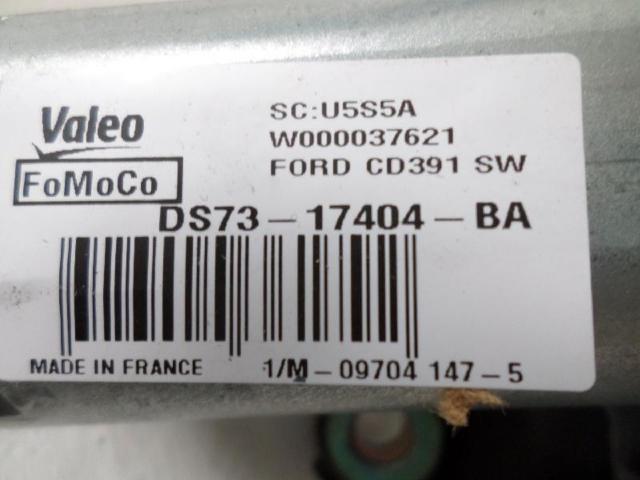 Valeo
FoMoCo
SC:U5S5A
W000037621
FORD CD391 SW
DS73-17404-BA
MADE IN FRANCE 1/M-09704 147-5